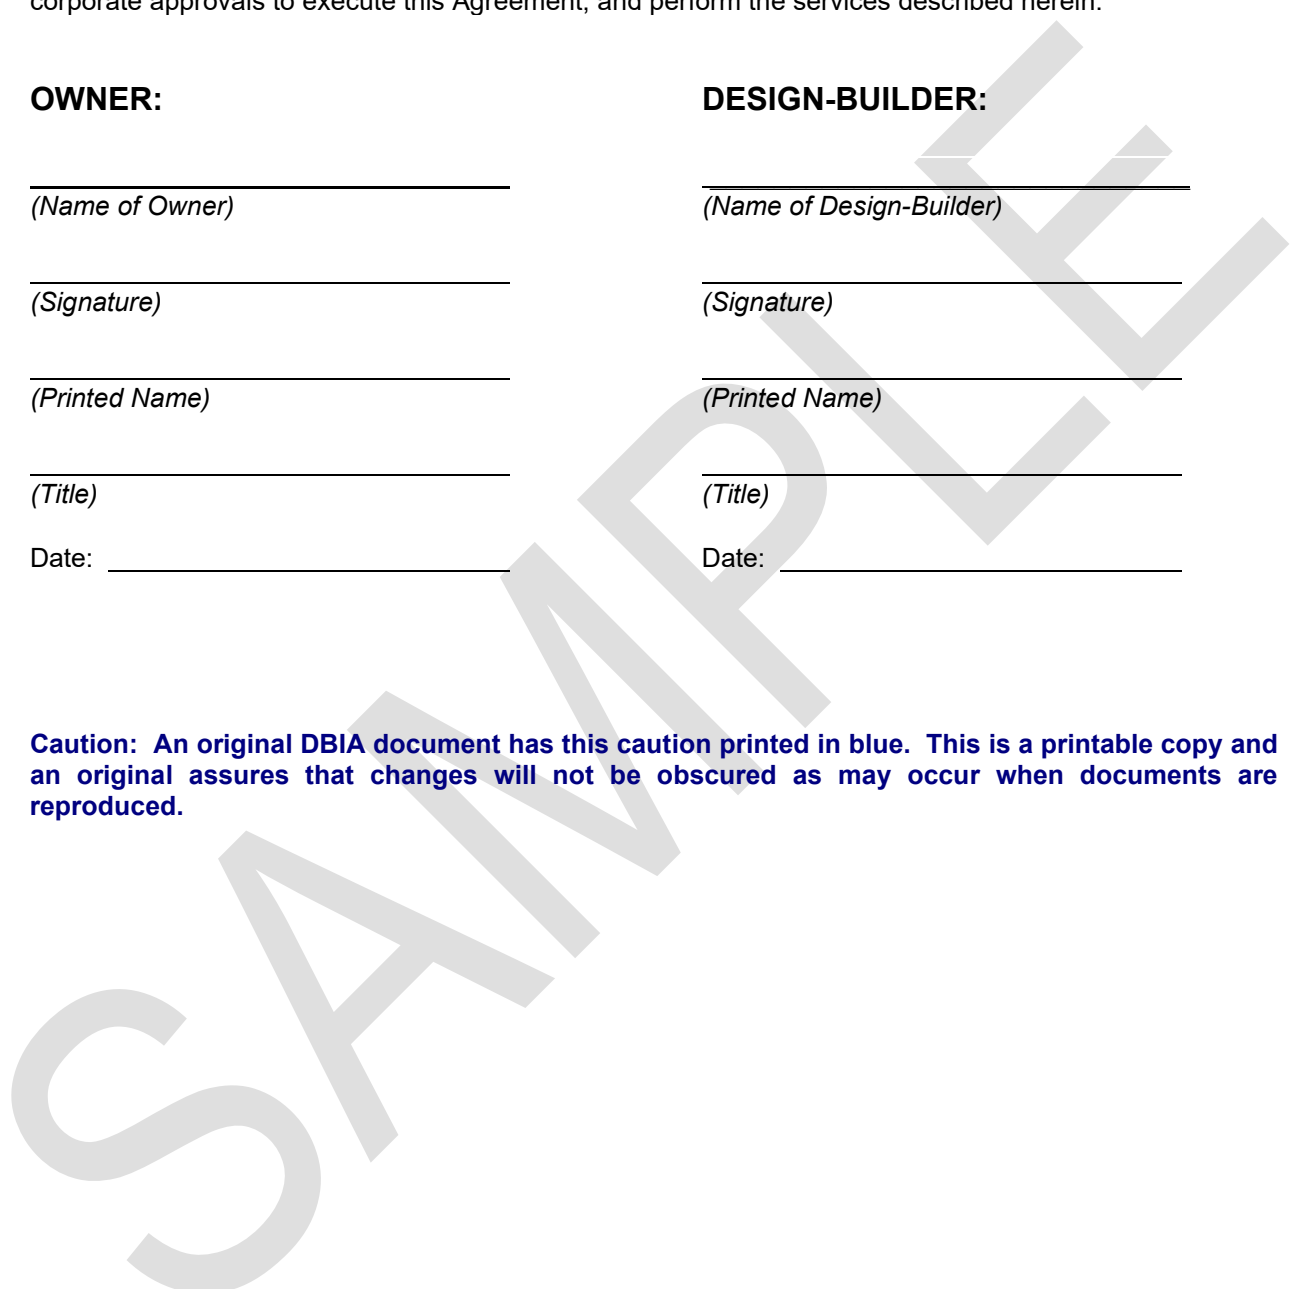 corporate approvals to execute this Agreement, and perform the services described herein.
OWNER:
DESIGN-BUILDER:
(Name of Owner)
(Name of Design-Builder)
(Signature)
(Signature)
(Printed Name)
(Printed Name)
(Title)
(Title)
Date:
Date:
Caution: An original DBIA document has this caution printed in blue. This is a printable copy and
an original assures that changes will not be obscured as may occur when documents are
reproduced.
SAMPLE